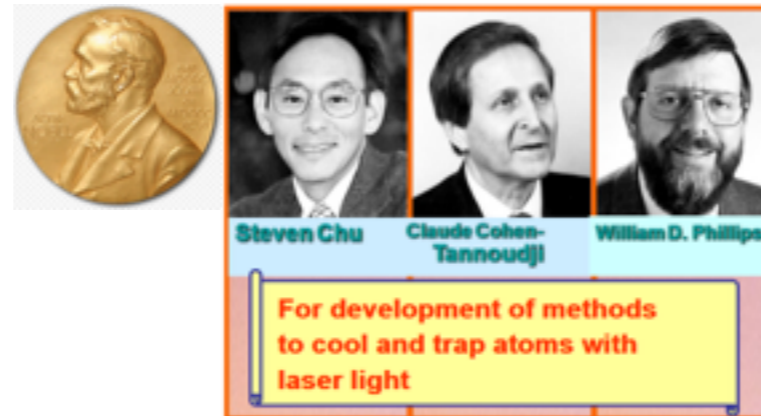 Steven Chu
Claude Cohen-
Tannoudji
William D. Phillips
For development of methods
to cool and trap atoms with
laser light